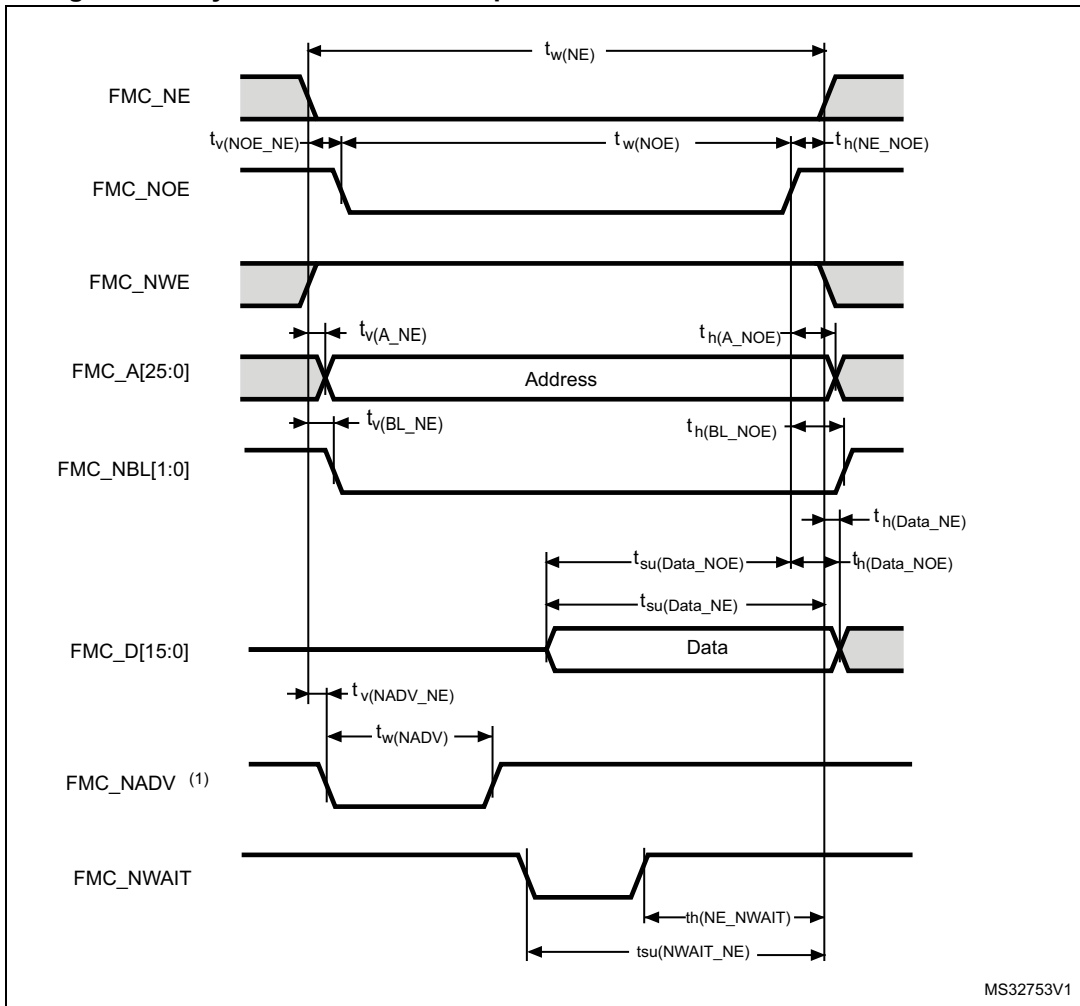 tw(NE)
FMC_NE
tv(NOE_NE)
tw(NOE)
th(NE_NOE)
FMC_NOE
FMC_NWE
tv(A_NE)
th(A_NOE)
FMC_A[25:0]
Address
tv(BL_NE)
th(BL_NOE)
FMC_NBL[1:0]
th(Data_NE)
tsu(Data_NOE)
th(Data_NOE)
tsu(Data_NE)
FMC_D[15:0]
Data
tv(NADV_NE)
tw(NADV)
FMC_NADV (1)
FMC_NWAIT
th(NE_NWAIT)
tsu(NWAIT_NE)
MS32753V1